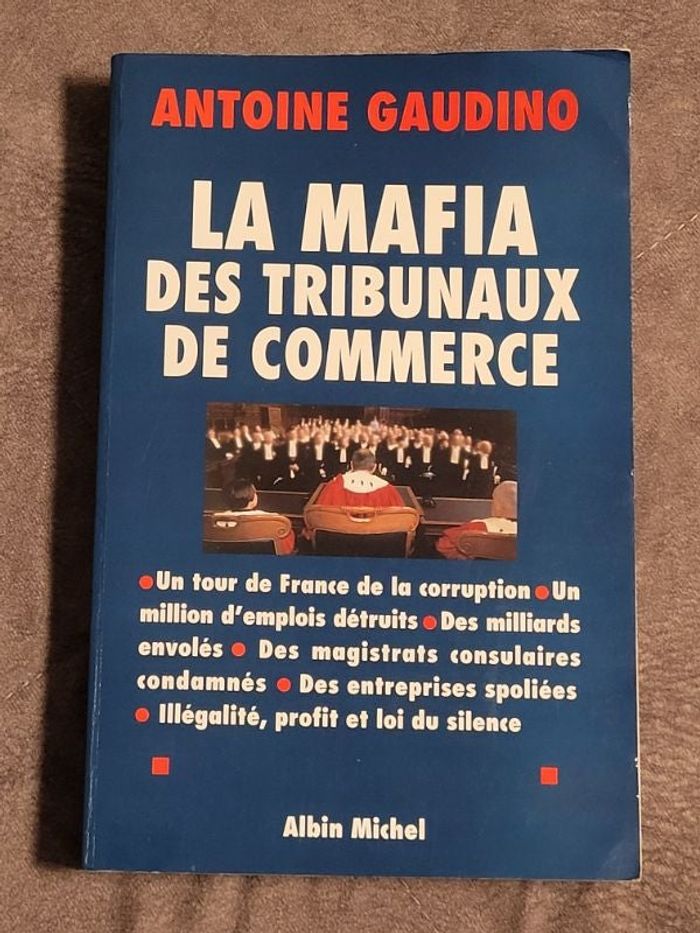 ANTOINE GAUDINO
LA MAFIA
DES TRIBUNAUX
DE COMMERCE
●Un tour de France de la corruption ●Un
million d'emplois détruits ●Des milliards
envolés ● Des magistrats consulaires
condamnés ● Des entreprises spoliées
● Illégalité, profit et loi du silence
Albin Michel